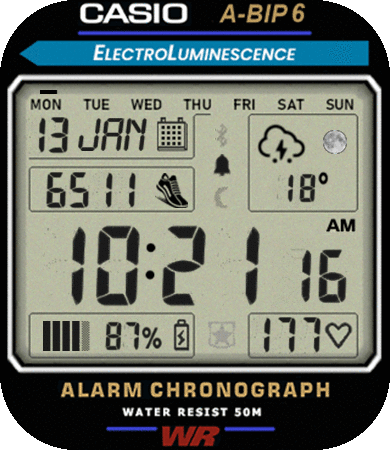 CASIO A-BIP 6
ELECTROLUMINESCENCE
MON TUE WED THU FRI SAT SUN
13 JAN
18°
6511
AM
10:21 16
87% 177
ALARM CHRONOGRAPH
WATER RESIST 50M
WR